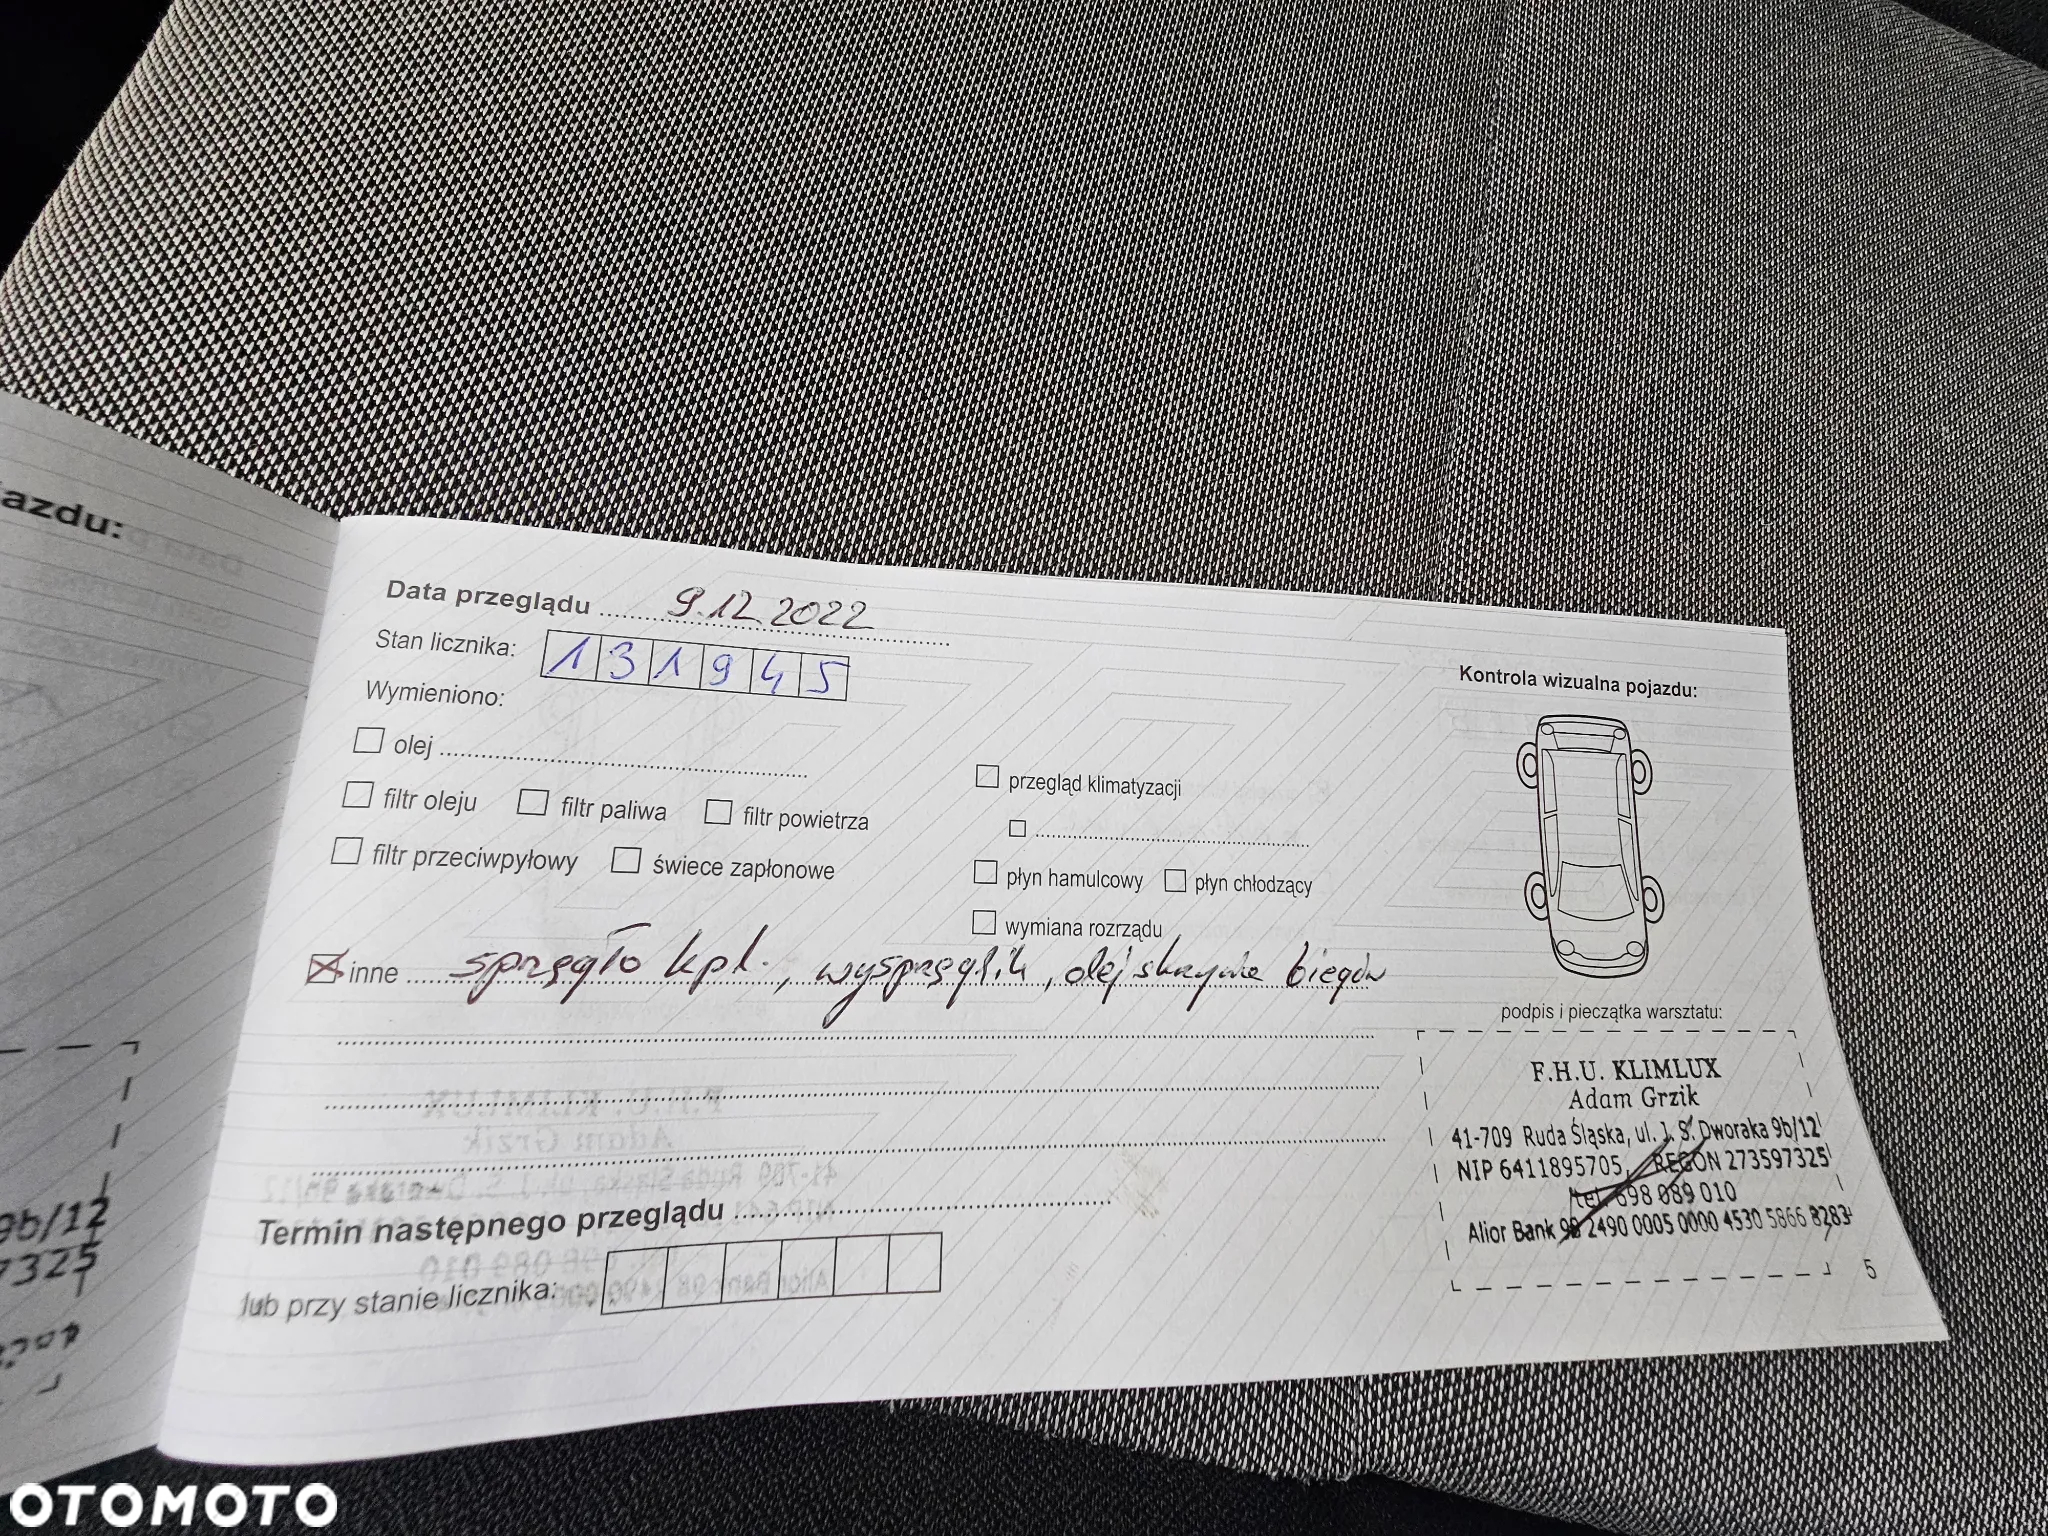 azdu:
Data przeglądu 9.12.2022
Stan licznika: 131945
Wymieniono:
olej
filtr oleju filtr paliwa filtr powietrza
filtr przeciwpyłowy świece zapłonowe
przegląd klimatyzacji
płyn hamulcowy płyn chłodzący
wymiana rozrządu
inne sprzęgło kpl., wysprzęglik, olej skrzynia biegów
Termin następnego przeglądu
lub przy stanie licznika:
Kontrola wizualna pojazdu:
podpis i pieczątka warsztatu:
F.H.U. KLIMLUX
Adam Grzik
41-709 Ruda Śląska, ul. J. S. Dworaka 9b/12
NIP 6411895705, REGON 273597325
tel. 698 089 010
Alior Bank 98 2490 0005 0000 4530 5866 8283
5
9b/12
7325
OTOMOTO